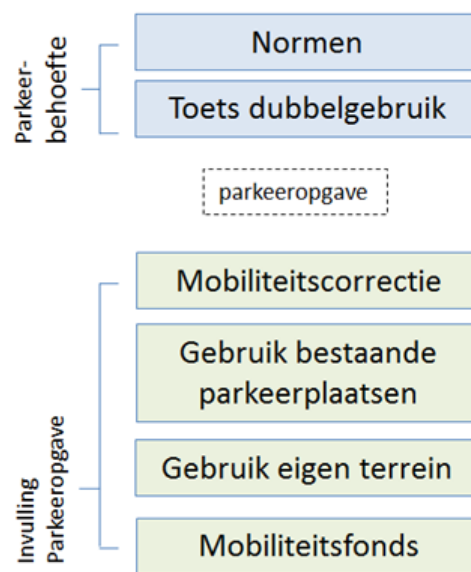 Parkeer-
behoefte
Normen
Toets dubbelgebruik
parkeeropgave
Invulling
Parkeeropgave
Mobiliteitscorrectie
Gebruik bestaande
parkeerplaatsen
Gebruik eigen terrein
Mobiliteitsfonds